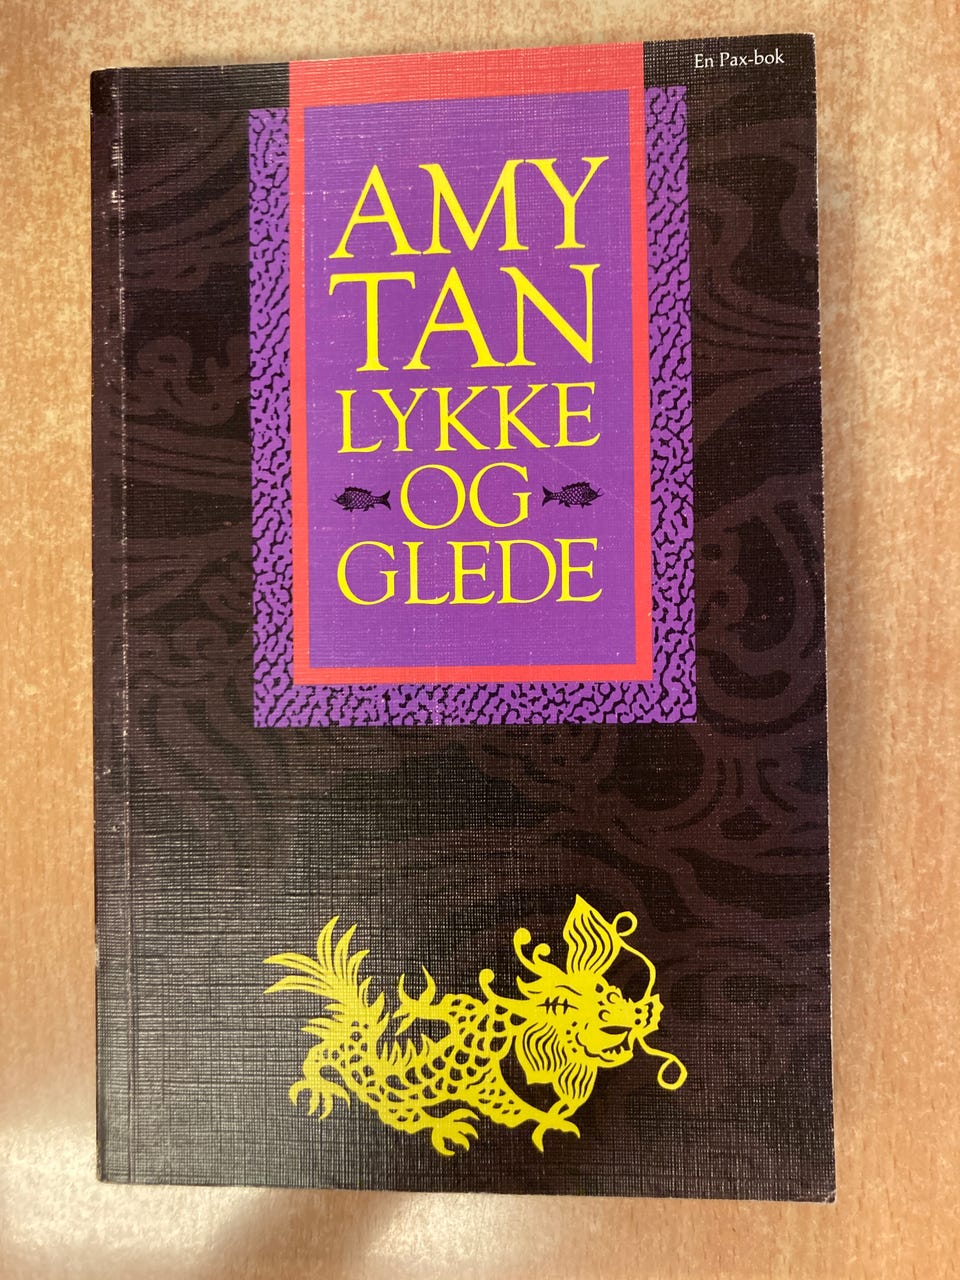 En Pax-bok
AMY
TAN
LYKKE
OG
GLEDE